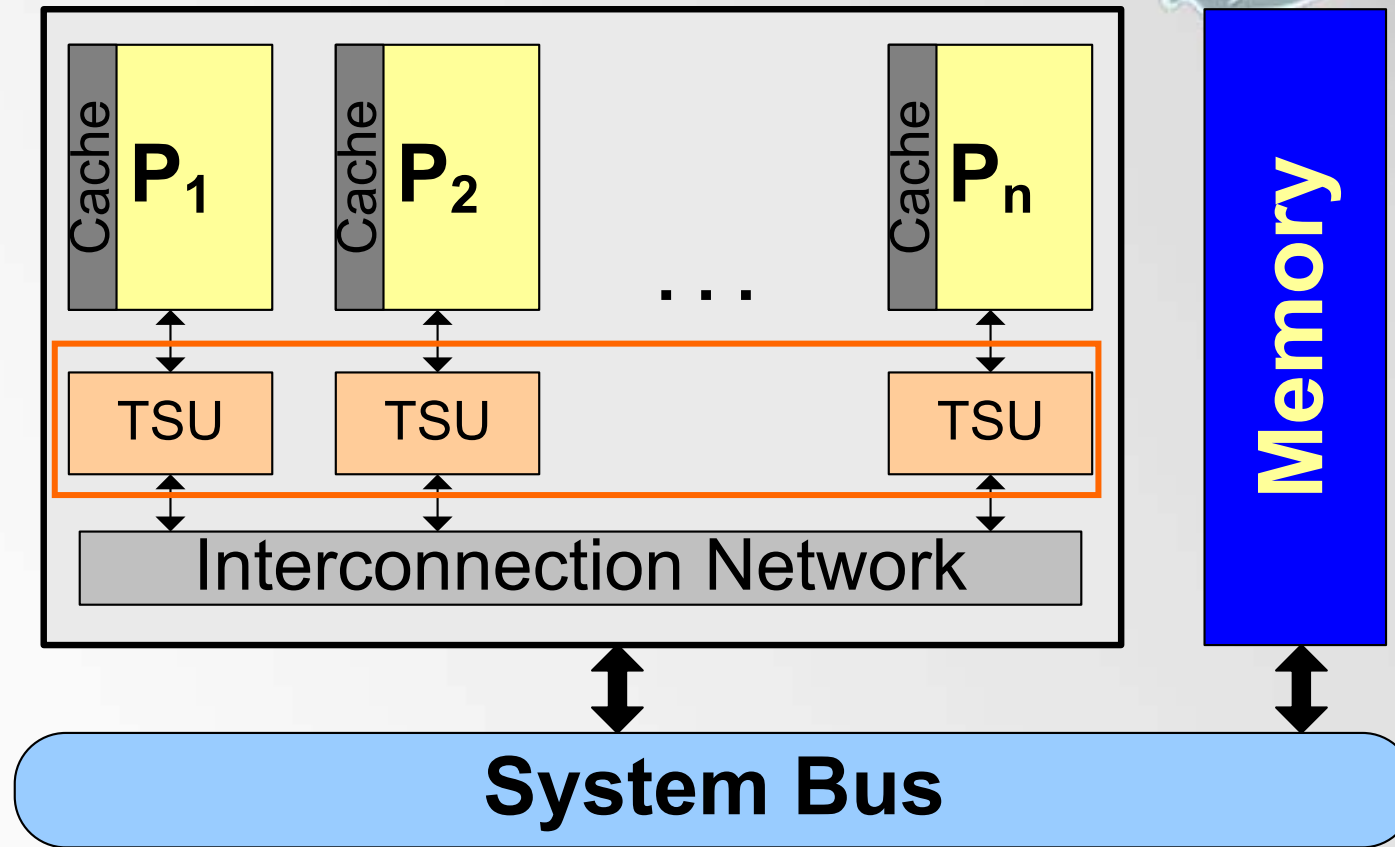 Cache
P1
Cache
P2
. . .
Cache
Pn
TSU
TSU
TSU
Interconnection Network
Memory
System Bus